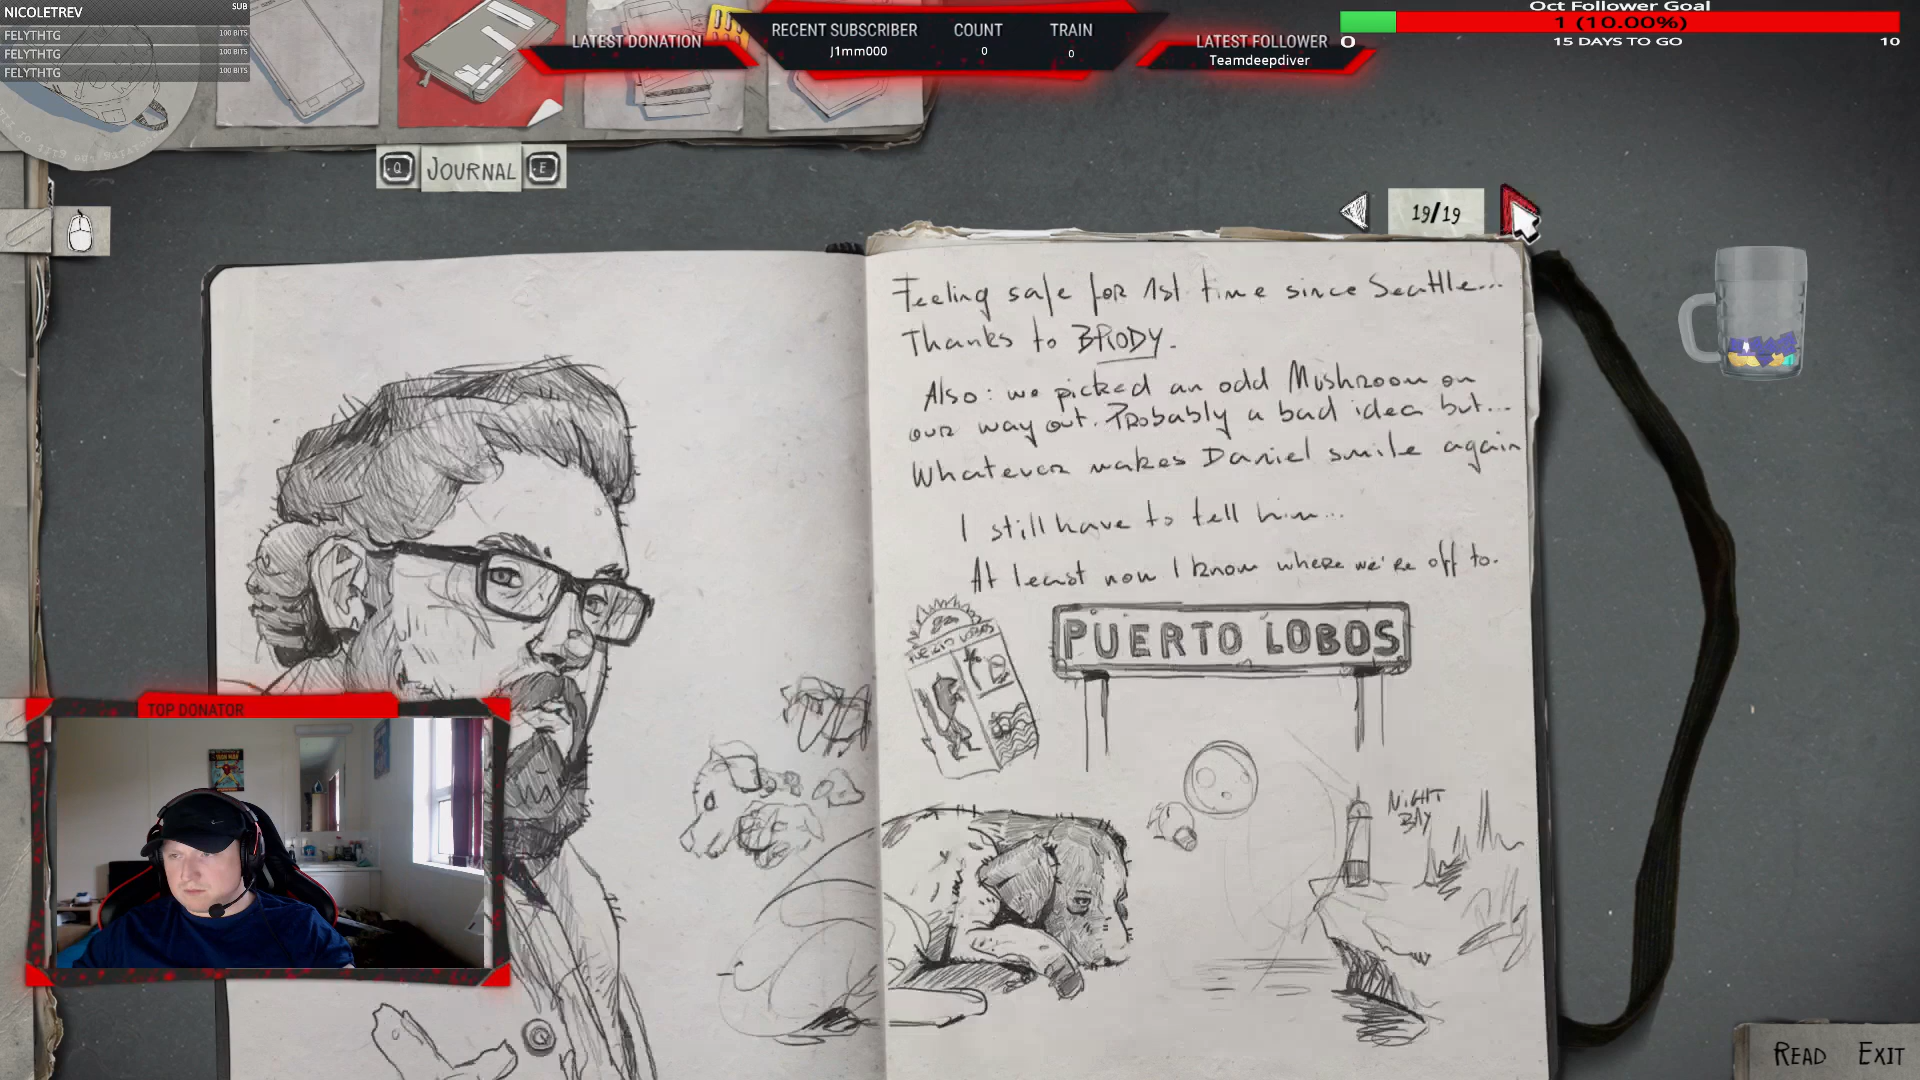 NICOLETREV SUB
FELYTHTG 100 BITS
FELYTHTG 100 BITS
FELYTHTG 100 BITS
LATEST DONATION
RECENT SUBSCRIBER COUNT TRAIN
J1mm000 0 0
LATEST FOLLOWER
Teamdeepdiver
Oct Follower Goal
1 (10.00%)
0 15 DAYS TO GO 10
Q JOURNAL E
19/19
Feeling safe for 1st time since Seattle...
Thanks to BRODY.
Also: we picked an odd Mushroom on
our way out. Probably a bad idea but...
Whatever makes Daniel smile again
I still have to tell him...
At least now I know where we're off to.
PUERTO LOBOS
NIGHT
BAY
TOP DONATOR
READ EXIT